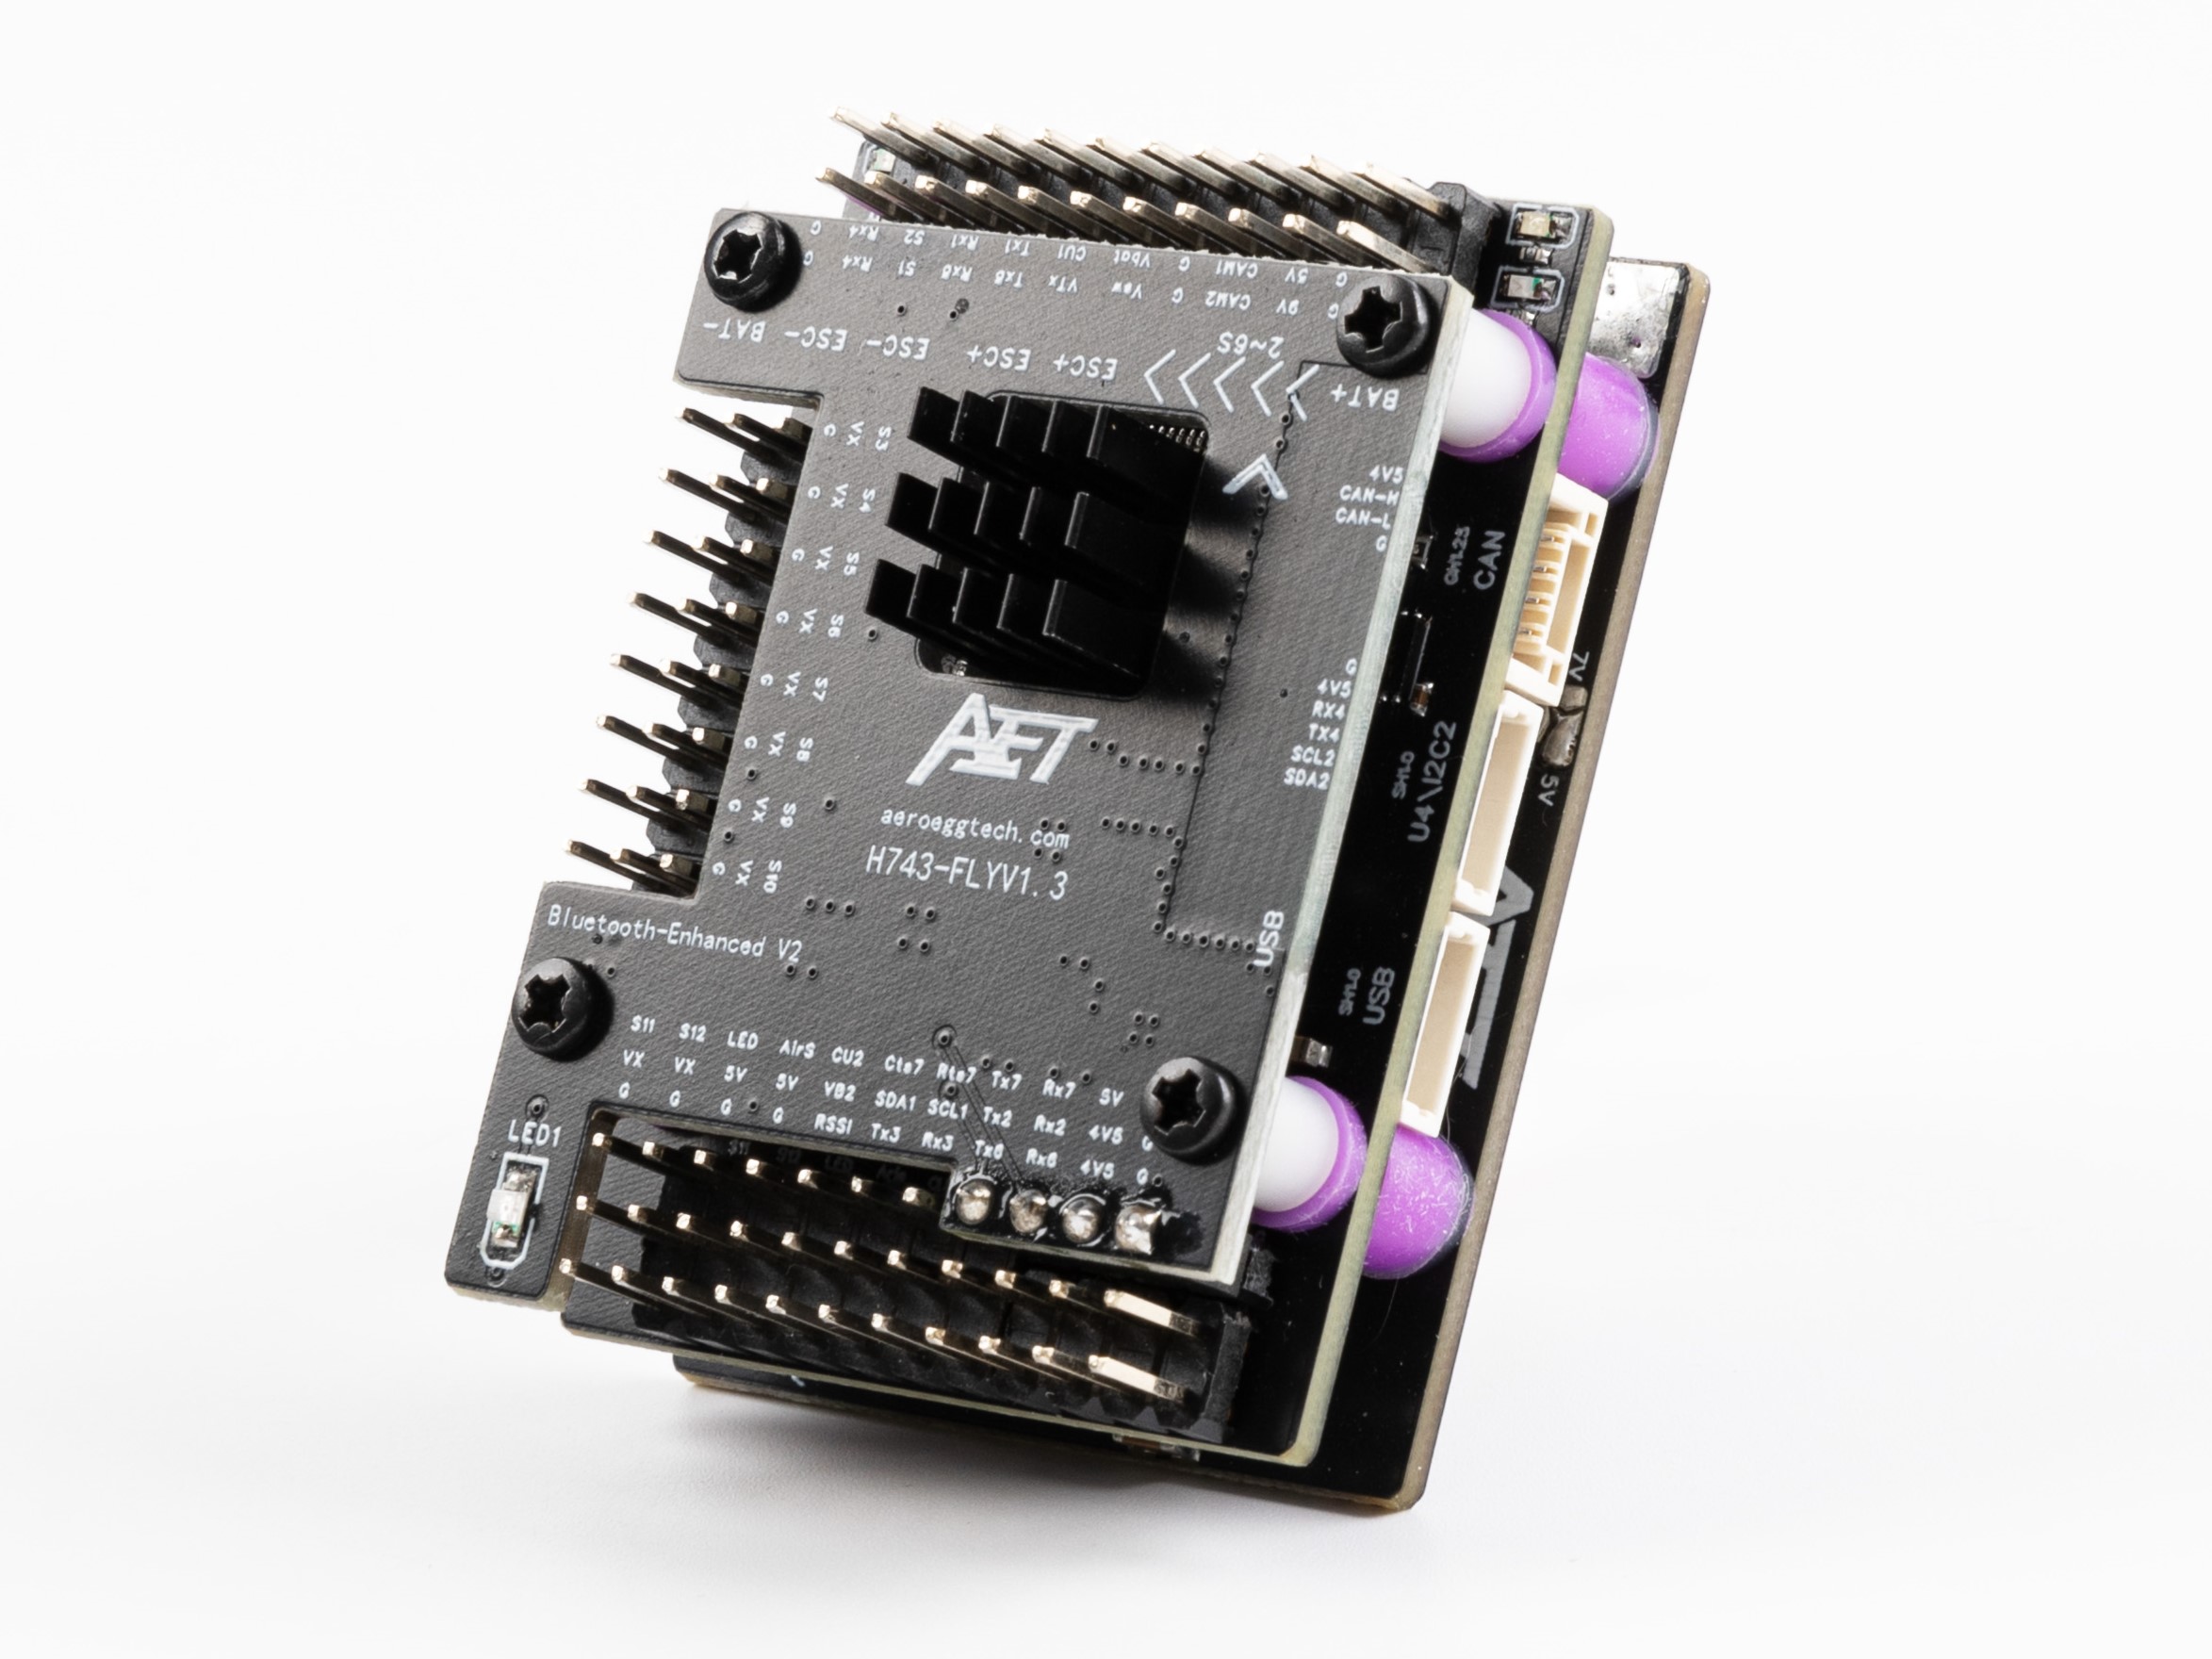 G Rx4 S2 Rx1 Tx1 CU1 Vbat G CAM1 5V G
G Rx4 S1 Rx8 Tx8 VTx Vsw G CAM2 9V G
BAT- ESC- ESC- ESC+ ESC+ 2~6S BAT+
S3 VX G
S4 VX G
S5 VX G
S6 VX G
S7 VX G
S8 VX G
S9 VX G
S10 VX G
4V5
CAN-H
CAN-L
G
GH1.25
CAN
G
4V5
RX4
TX4
SCL2
SDA2
SH1.0
U4\I2C2
7V
5V
AET
aeroeggtech.com
H743-FLYV1.3
USB
SH1.0
USB
Bluetooth-Enhanced V2
S11 S12 LED AirS CU2 Cts7 Rts7 Tx7 Rx7 5V G
VX VX 5V 5V VB2 SDA1 SCL1 Tx2 Rx2 4V5 G
G G G G RSSI Tx3 Rx3 Tx6 Rx6 4V5 G
LED1